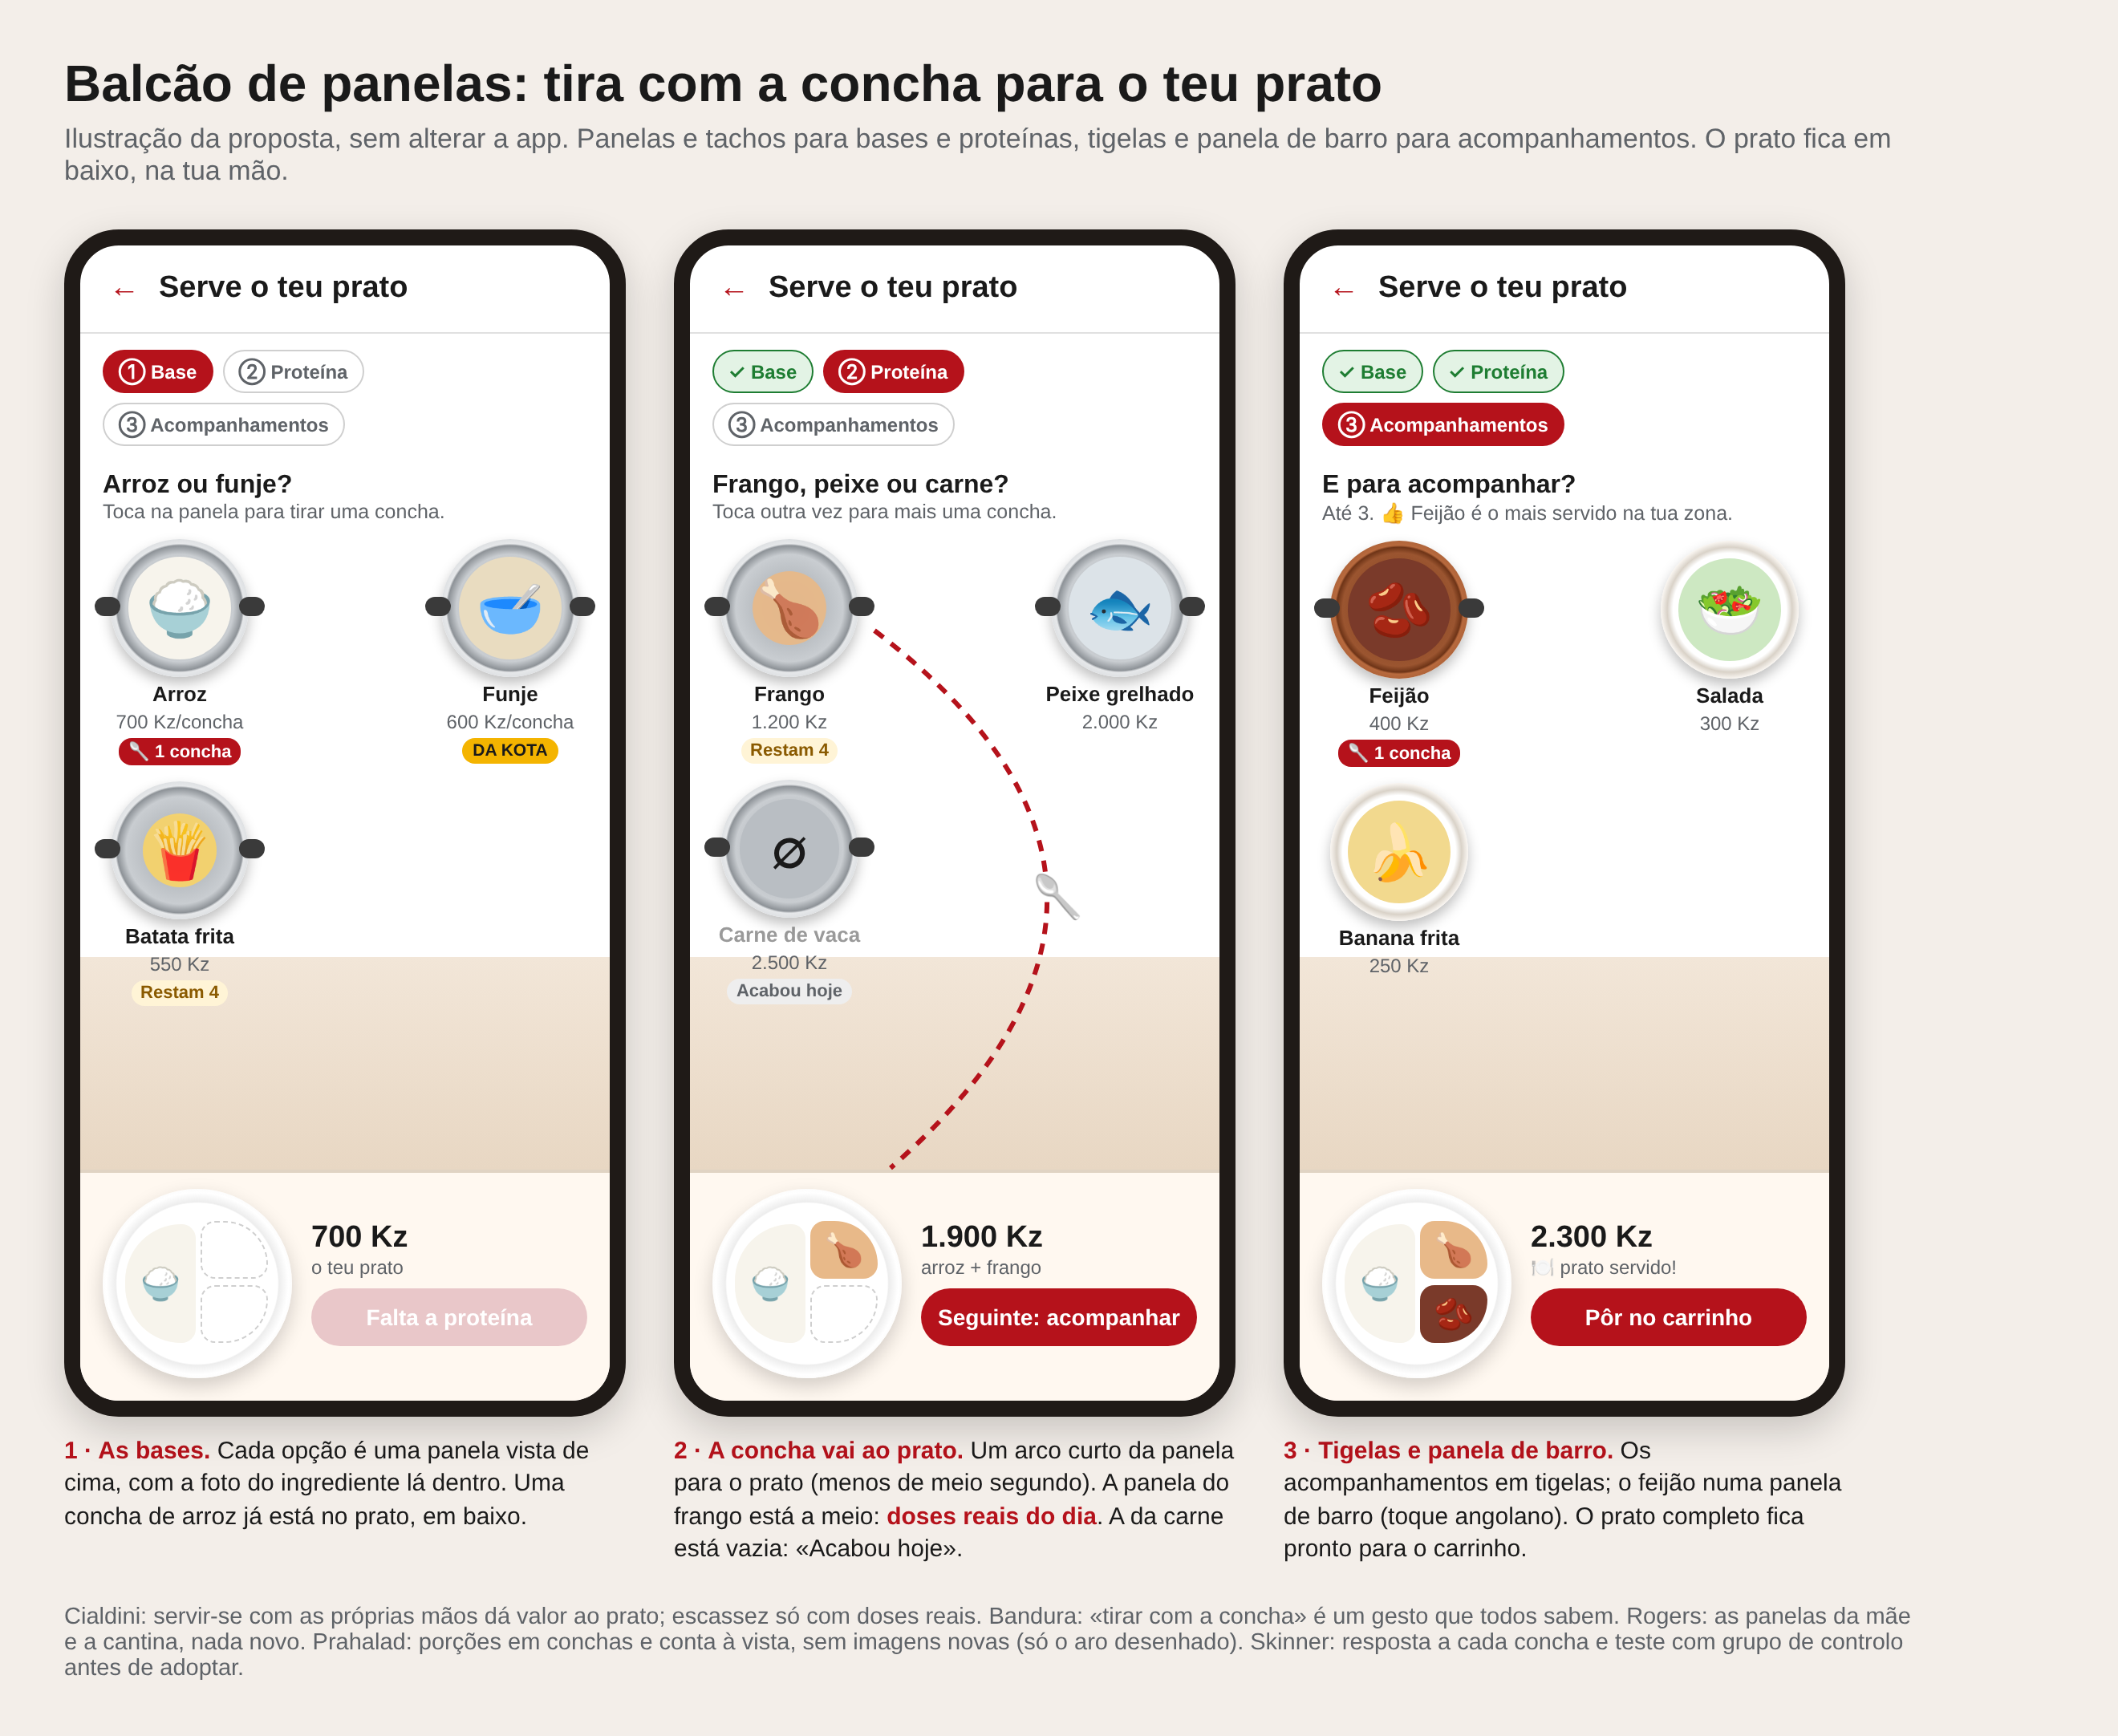 Balcão de panelas: tira com a concha para o teu prato
Ilustração da proposta, sem alterar a app. Panelas e tachos para bases e proteínas, tigelas e panela de barro para acompanhamentos. O prato fica em
baixo, na tua mão.
← Serve o teu prato
① Base ② Proteína
③ Acompanhamentos
Arroz ou funje?
Toca na panela para tirar uma concha.
Arroz
700 Kz/concha
1 concha
Funje
600 Kz/concha
DA KOTA
Batata frita
550 Kz
Restam 4
700 Kz
o teu prato
Falta a proteína
← Serve o teu prato
✓ Base ② Proteína
③ Acompanhamentos
Frango, peixe ou carne?
Toca outra vez para mais uma concha.
Frango
1.200 Kz
Restam 4
Peixe grelhado
2.000 Kz
⌀
Carne de vaca
2.500 Kz
Acabou hoje
1.900 Kz
arroz + frango
Seguinte: acompanhar
← Serve o teu prato
✓ Base ✓ Proteína
③ Acompanhamentos
E para acompanhar?
Até 3. 👍 Feijão é o mais servido na tua zona.
Feijão
400 Kz
1 concha
Salada
300 Kz
Banana frita
250 Kz
2.300 Kz
🍽 prato servido!
Pôr no carrinho
1 · As bases. Cada opção é uma panela vista de
cima, com a foto do ingrediente lá dentro. Uma
concha de arroz já está no prato, em baixo.
2 · A concha vai ao prato. Um arco curto da panela
para o prato (menos de meio segundo). A panela do
frango está a meio: doses reais do dia. A da carne
está vazia: «Acabou hoje».
3 · Tigelas e panela de barro. Os
acompanhamentos em tigelas; o feijão numa panela
de barro (toque angolano). O prato completo fica
pronto para o carrinho.
Cialdini: servir-se com as próprias mãos dá valor ao prato; escassez só com doses reais. Bandura: «tirar com a concha» é um gesto que todos sabem. Rogers: as panelas da mãe
e a cantina, nada novo. Prahalad: porções em conchas e conta à vista, sem imagens novas (só o aro desenhado). Skinner: resposta a cada concha e teste com grupo de controlo
antes de adoptar.